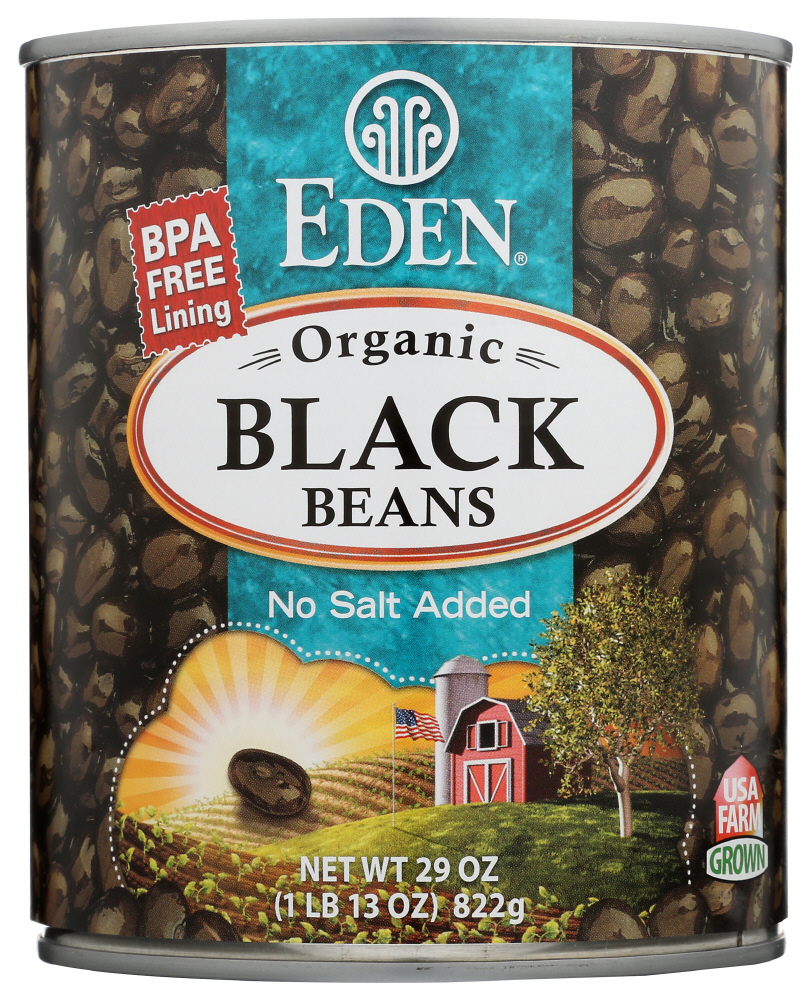 EDEN®
BPA
FREE
Lining
Organic
BLACK
BEANS
No Salt Added
USA
FARM
GROWN
NET WT 29 OZ
(1 LB 13 OZ) 822g